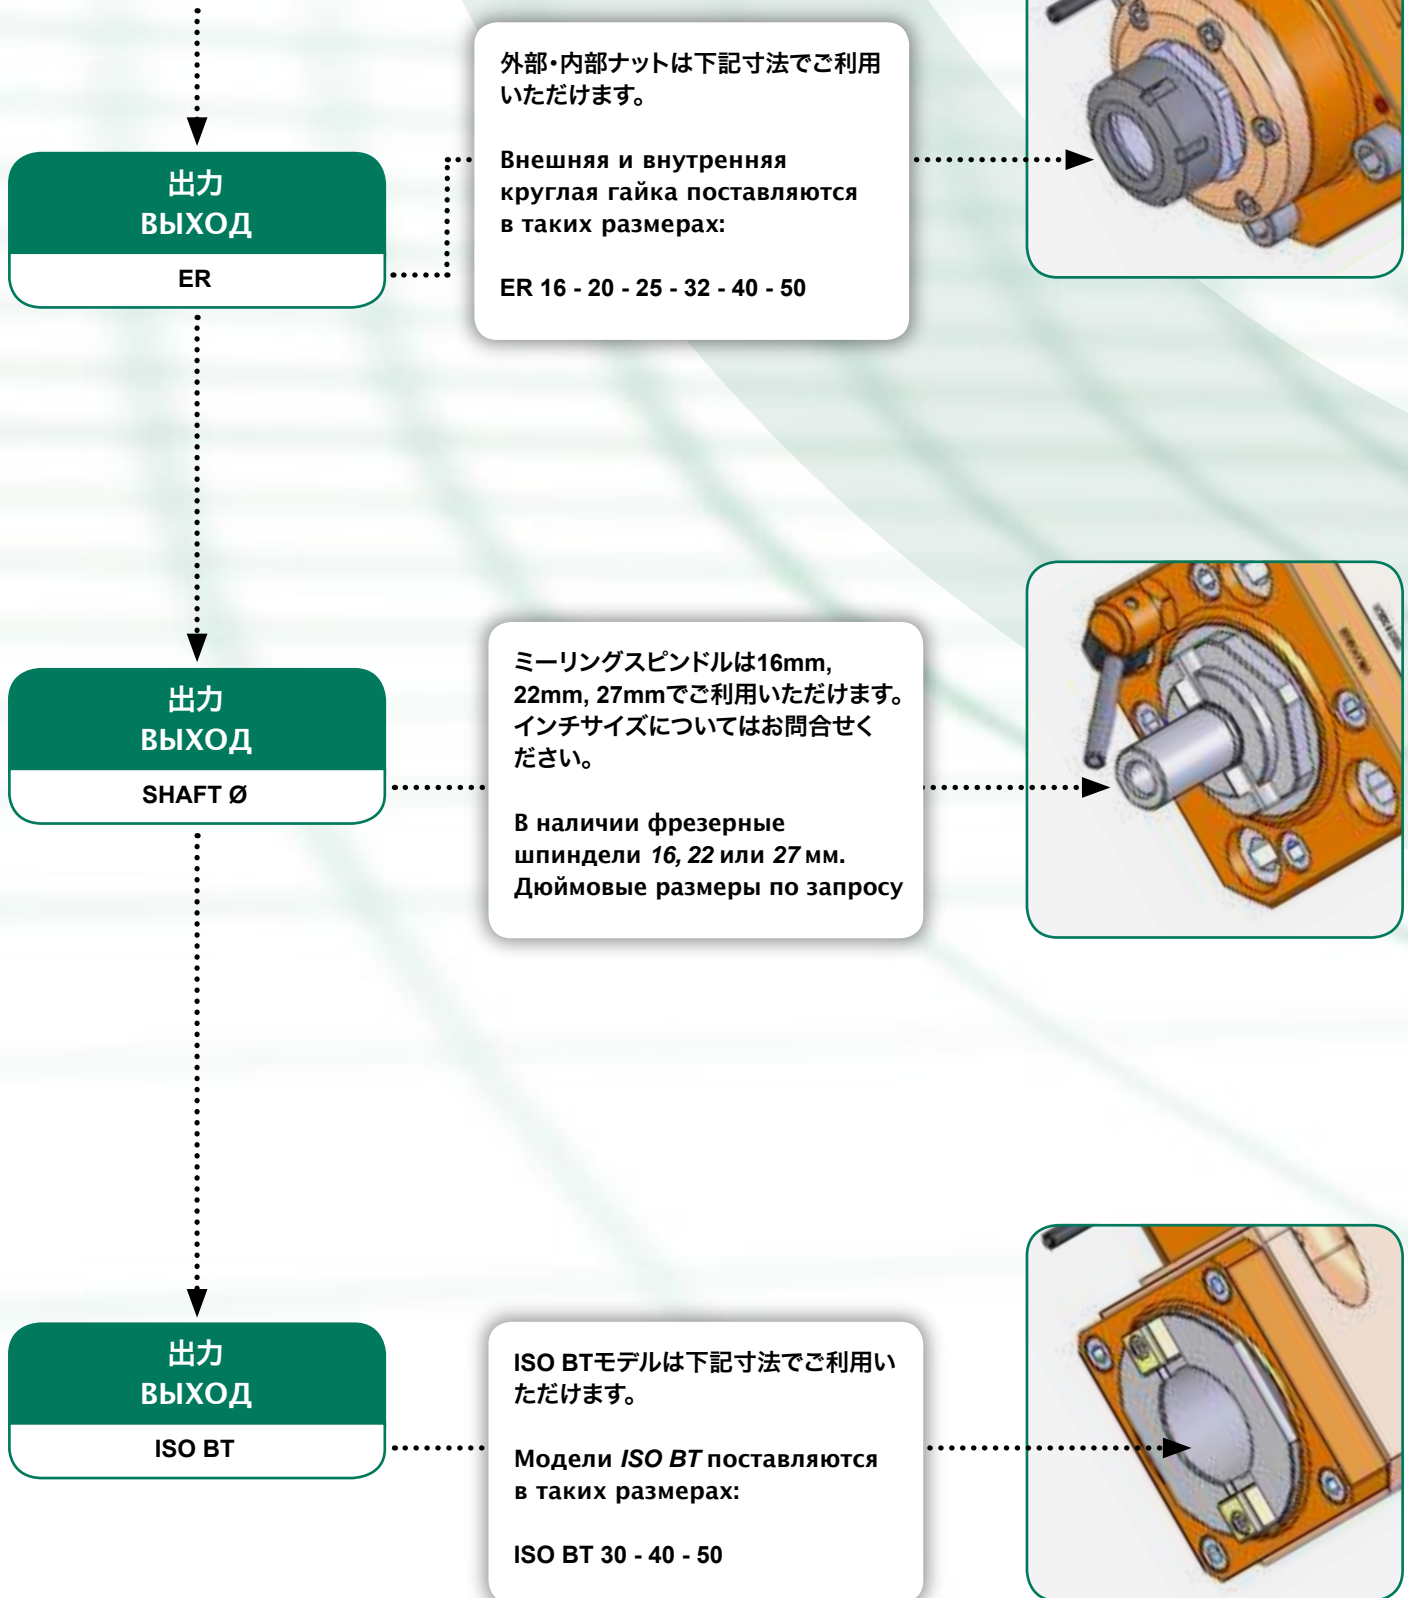 外部・内部ナットは下記寸法でご利用
いただけます。
Внешняя и внутренняя
круглая гайка поставляются
в таких размерах:
ER 16 - 20 - 25 - 32 - 40 - 50
出力
ВЫХОД
ER
出力
ВЫХОД
SHAFT Ø
ミーリングスピンドルは16mm,
22mm, 27mmでご利用いただけます。
インチサイズについてはお問合せく
ださい。
В наличии фрезерные
шпиндели 16, 22 или 27 мм.
Дюймовые размеры по запросу
出力
ВЫХОД
ISO BT
ISO BTモデルは下記寸法でご利用い
ただけます。
Модели ISO BT поставляются
в таких размерах:
ISO BT 30 - 40 - 50